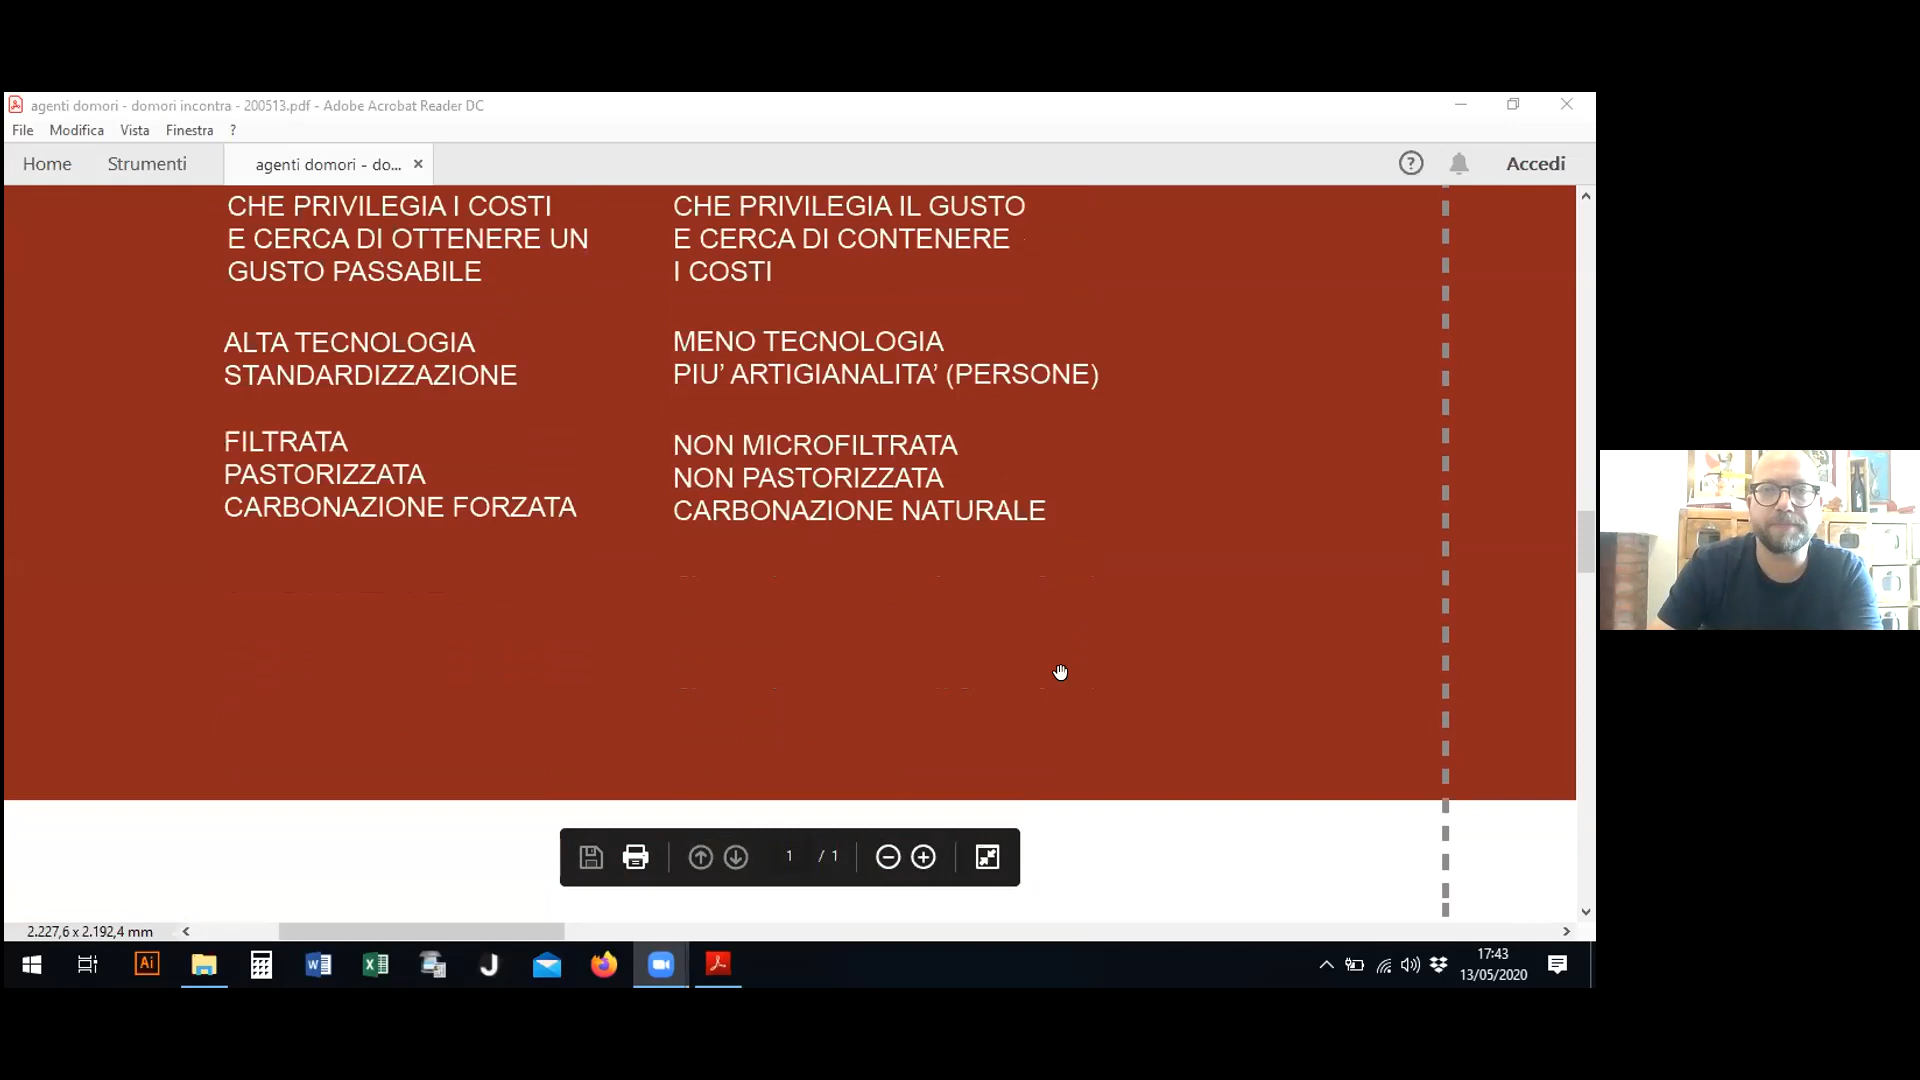 agenti domori - domori incontra - 200513.pdf - Adobe Acrobat Reader DC
File Modifica Vista Finestra ?
Home Strumenti agenti domori - do... × ? Accedi
CHE PRIVILEGIA I COSTI
E CERCA DI OTTENERE UN
GUSTO PASSABILE
ALTA TECNOLOGIA
STANDARDIZZAZIONE
FILTRATA
PASTORIZZATA
CARBONAZIONE FORZATA
CHE PRIVILEGIA IL GUSTO
E CERCA DI CONTENERE
I COSTI
MENO TECNOLOGIA
PIU’ ARTIGIANALITA’ (PERSONE)
NON MICROFILTRATA
NON PASTORIZZATA
CARBONAZIONE NATURALE
1 / 1
2.227,6 x 2.192,4 mm
Ai
17:43
13/05/2020